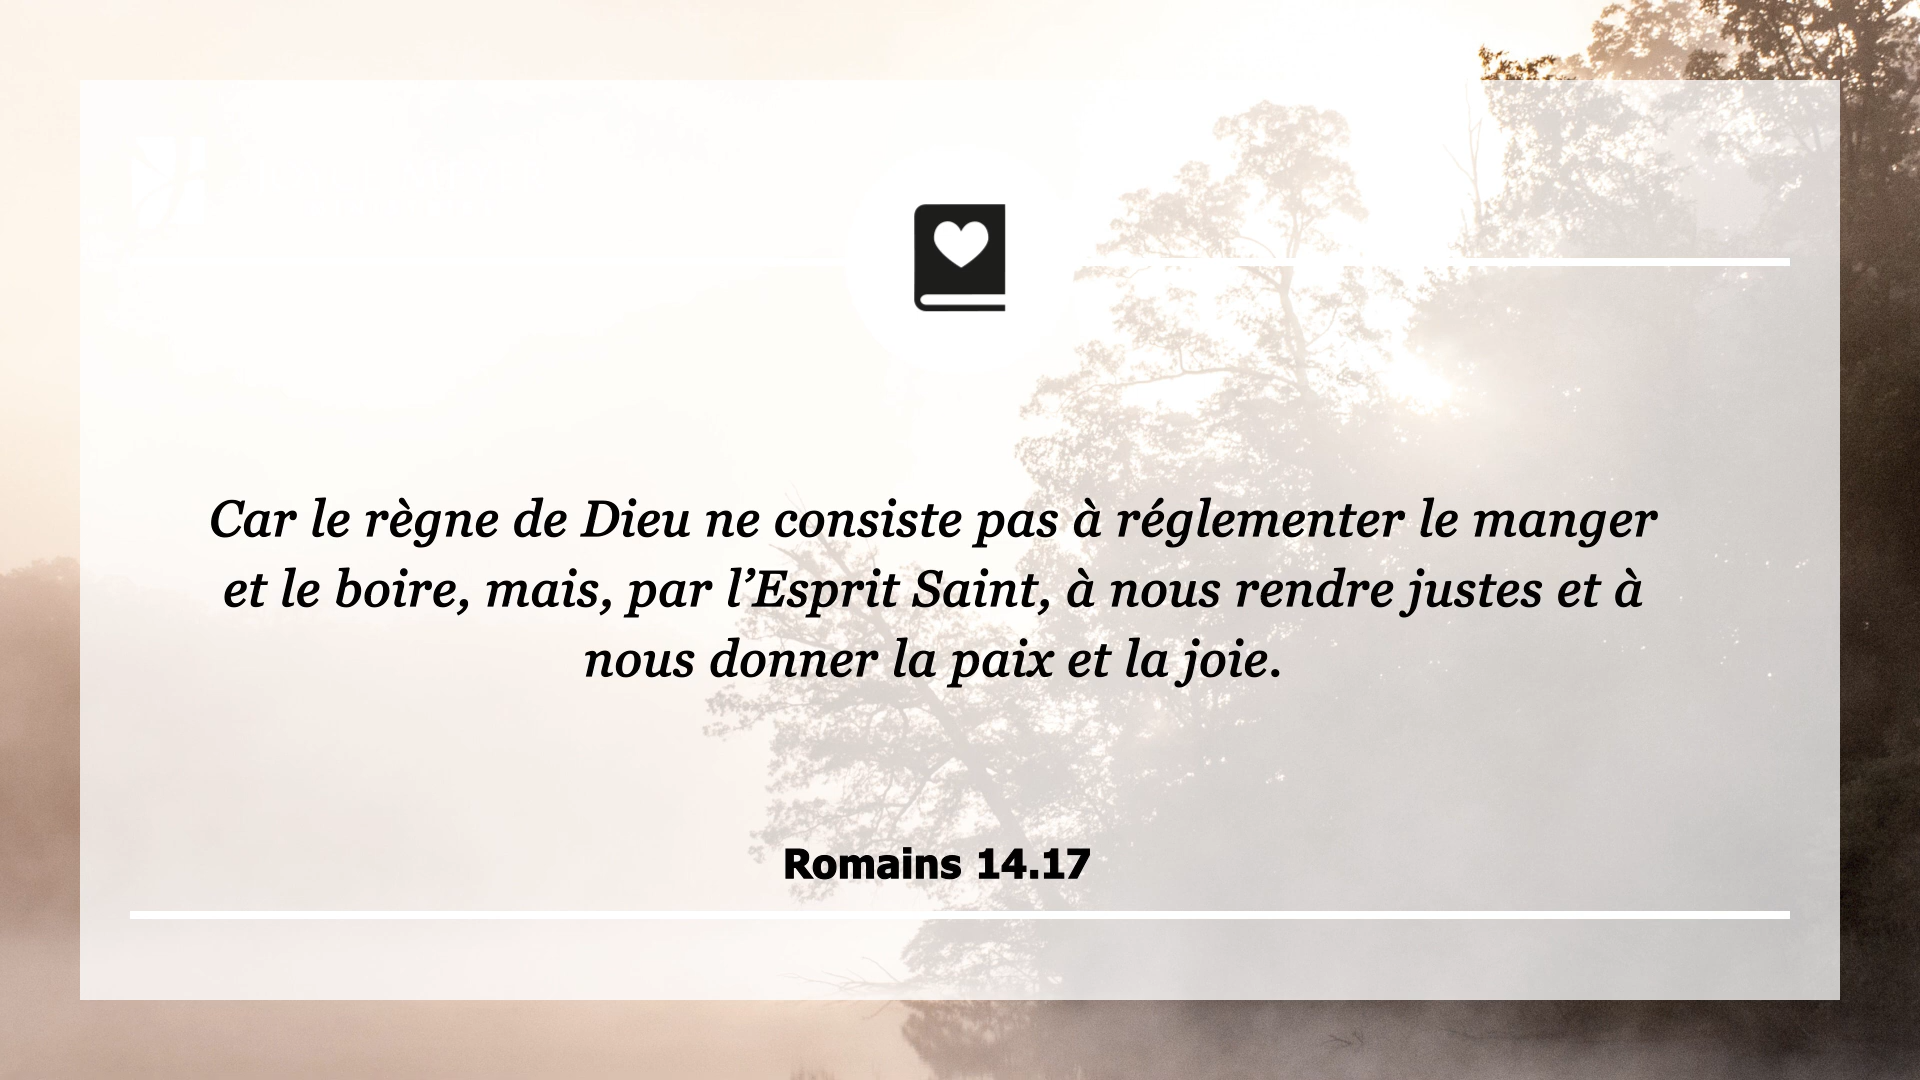 Car le règne de Dieu ne consiste pas à réglementer le manger
et le boire, mais, par l’Esprit Saint, à nous rendre justes et à
nous donner la paix et la joie.
Romains 14.17